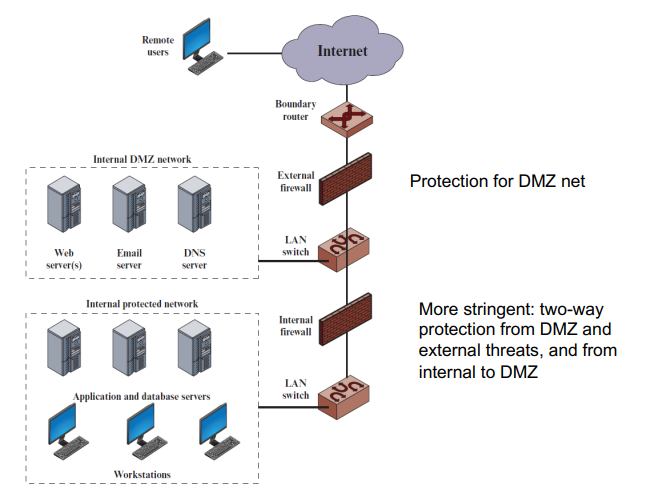 Remote
users
Internet
Boundary
router
Internal DMZ network
External
firewall
Protection for DMZ net
Web
server(s)
Email
server
DNS
server
LAN
switch
Internal protected network
Internal
firewall
More stringent: two-way
protection from DMZ and
external threats, and from
internal to DMZ
Application and database servers
LAN
switch
Workstations